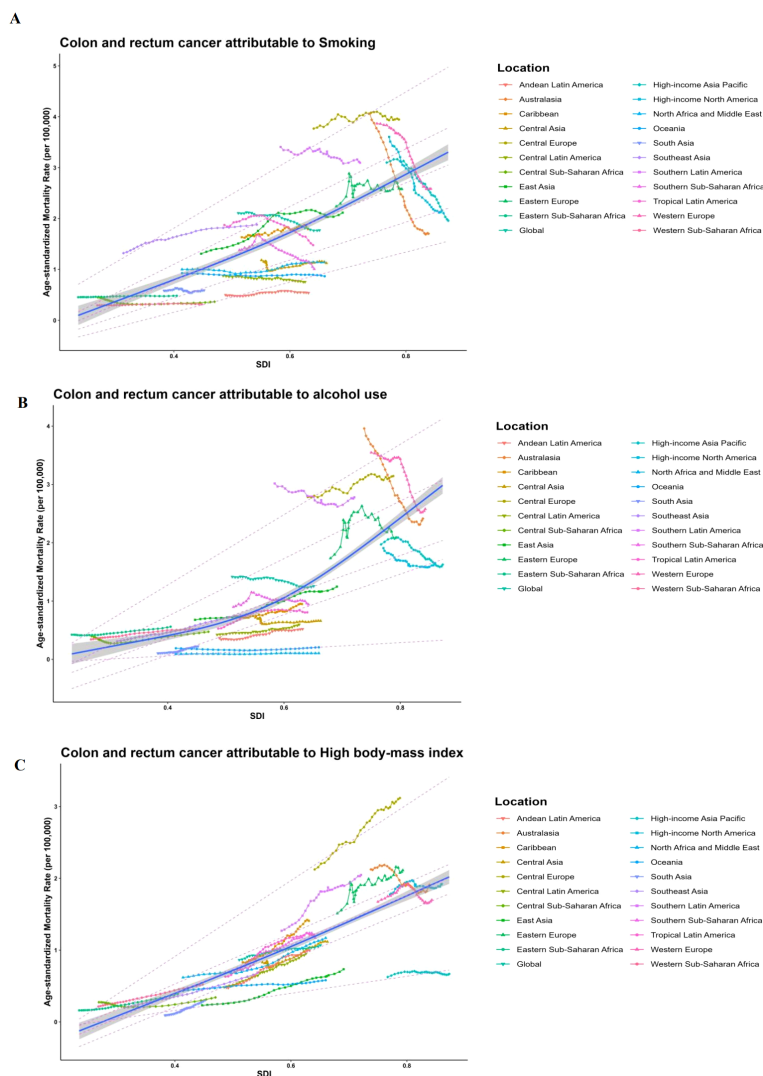 A
Colon and rectum cancer attributable to Smoking
Age-standardized Mortality Rate (per 100,000)
5
4
3
2
1
0
0.4
0.6
0.8
SDI
Location
Andean Latin America
Australasia
Caribbean
Central Asia
Central Europe
Central Latin America
Central Sub-Saharan Africa
East Asia
Eastern Europe
Eastern Sub-Saharan Africa
Global
High-income Asia Pacific
High-income North America
North Africa and Middle East
Oceania
South Asia
Southeast Asia
Southern Latin America
Southern Sub-Saharan Africa
Tropical Latin America
Western Europe
Western Sub-Saharan Africa
B
Colon and rectum cancer attributable to alcohol use
Age-standardized Mortality Rate (per 100,000)
4
3
2
1
0
0.4
0.6
0.8
SDI
Location
Andean Latin America
Australasia
Caribbean
Central Asia
Central Europe
Central Latin America
Central Sub-Saharan Africa
East Asia
Eastern Europe
Eastern Sub-Saharan Africa
Global
High-income Asia Pacific
High-income North America
North Africa and Middle East
Oceania
South Asia
Southeast Asia
Southern Latin America
Southern Sub-Saharan Africa
Tropical Latin America
Western Europe
Western Sub-Saharan Africa
C
Colon and rectum cancer attributable to High body-mass index
Age-standardized Mortality Rate (per 100,000)
3
2
1
0
0.4
0.6
0.8
SDI
Location
Andean Latin America
Australasia
Caribbean
Central Asia
Central Europe
Central Latin America
Central Sub-Saharan Africa
East Asia
Eastern Europe
Eastern Sub-Saharan Africa
Global
High-income Asia Pacific
High-income North America
North Africa and Middle East
Oceania
South Asia
Southeast Asia
Southern Latin America
Southern Sub-Saharan Africa
Tropical Latin America
Western Europe
Western Sub-Saharan Africa